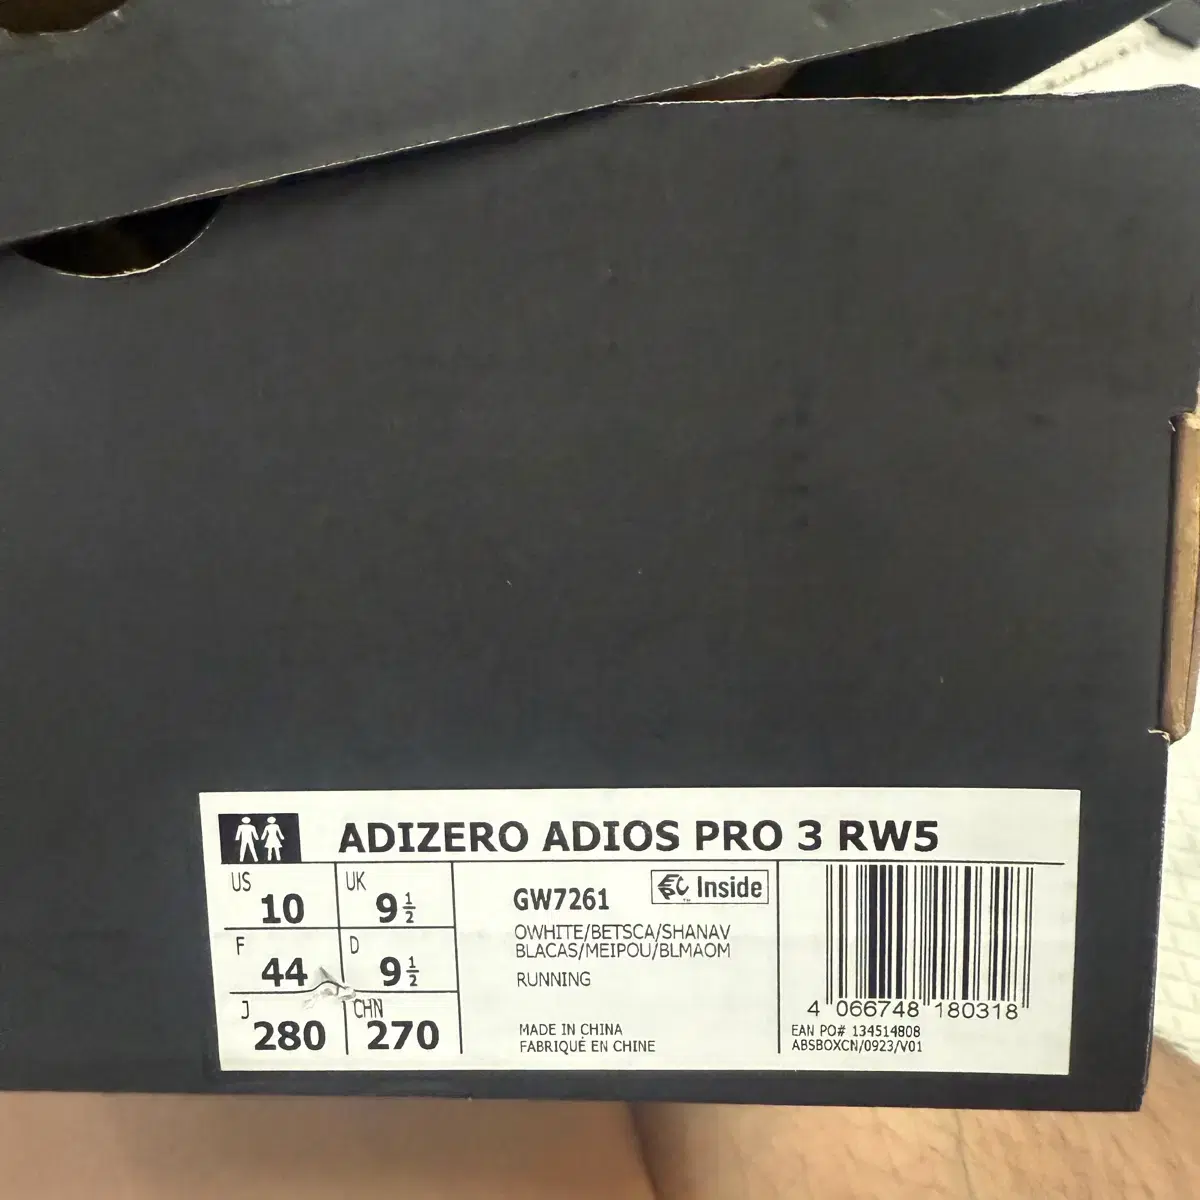 ADIZERO ADIOS PRO 3 RW5
US 10
UK 9 1/2
F 44
D 9 1/2
J 280
CHN 270
GW7261
Inside
OWHITE/BETSCA/SHANAV
BLACAS/MEIPOU/BLMAOM
RUNNING
MADE IN CHINA
FABRIQUÉ EN CHINE
4 066748 180318
EAN PO# 134514808
ABSBOXCN/0923/V01